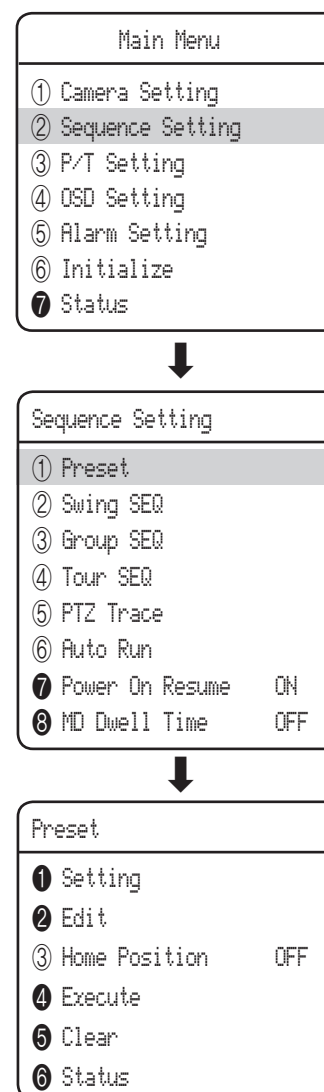 Main Menu
① Camera Setting
② Sequence Setting
③ P/T Setting
④ OSD Setting
⑤ Alarm Setting
⑥ Initialize
❼ Status
Sequence Setting
① Preset
② Swing SEQ
③ Group SEQ
④ Tour SEQ
⑤ PTZ Trace
⑥ Auto Run
❼ Power On Resume ON
❽ MD Dwell Time OFF
Preset
❶ Setting
❷ Edit
③ Home Position OFF
❹ Execute
❺ Clear
❻ Status